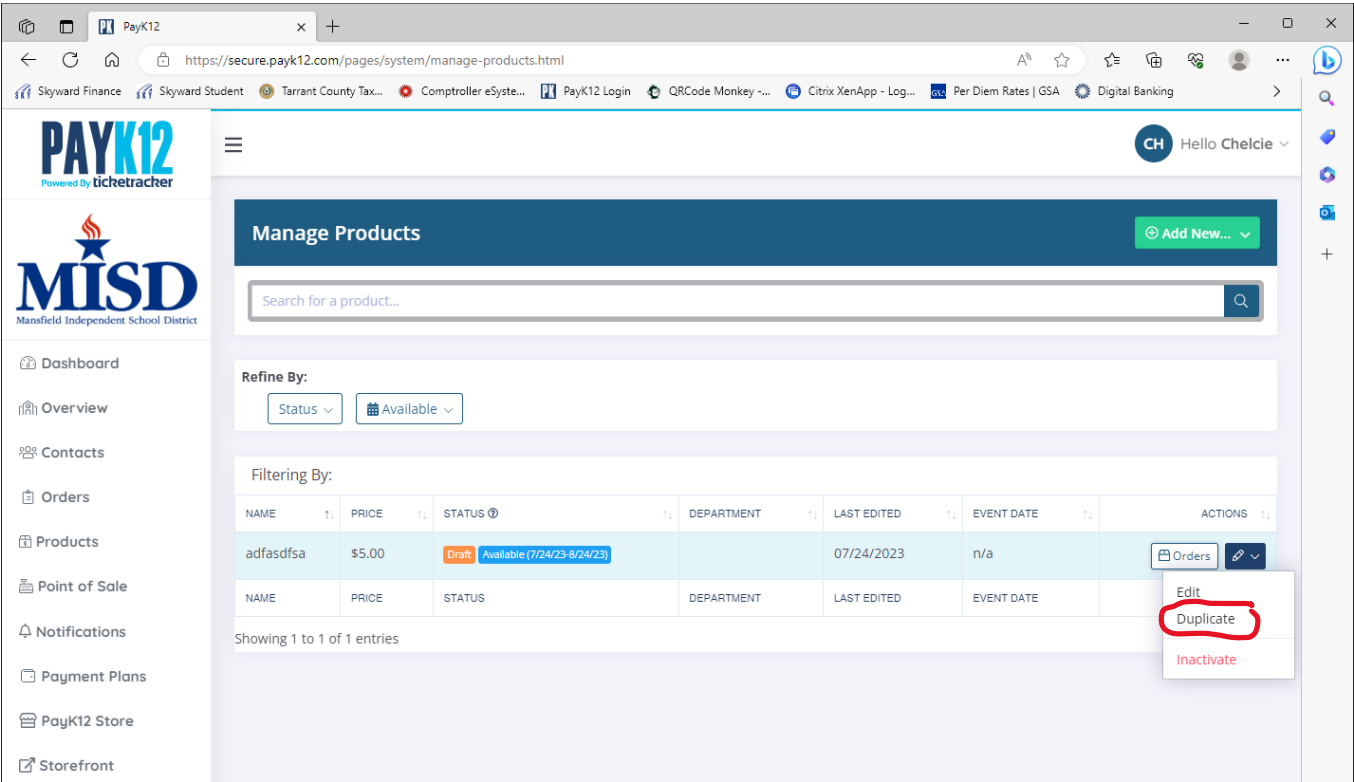 PayK12
https://secure.payk12.com/pages/system/manage-products.html
Skyward Finance Skyward Student Tarrant County Tax... Comptroller eSyste... PayK12 Login QRCode Monkey -... Citrix XenApp - Log... GSA Per Diem Rates | GSA Digital Banking
PAYK12
Powered By ticketracker
CH Hello Chelcie
MISD
Mansfield Independent School District
Manage Products
Add New...
Search for a product...
Dashboard
Overview
Contacts
Orders
Products
Point of Sale
Notifications
Payment Plans
PayK12 Store
Storefront
Refine By:
Status Available
Filtering By:
NAME PRICE STATUS DEPARTMENT LAST EDITED EVENT DATE ACTIONS
adfasdfsa $5.00 Draft Available (7/24/23-8/24/23) 07/24/2023 n/a Orders
NAME PRICE STATUS DEPARTMENT LAST EDITED EVENT DATE
Showing 1 to 1 of 1 entries
Edit
Duplicate
Inactivate